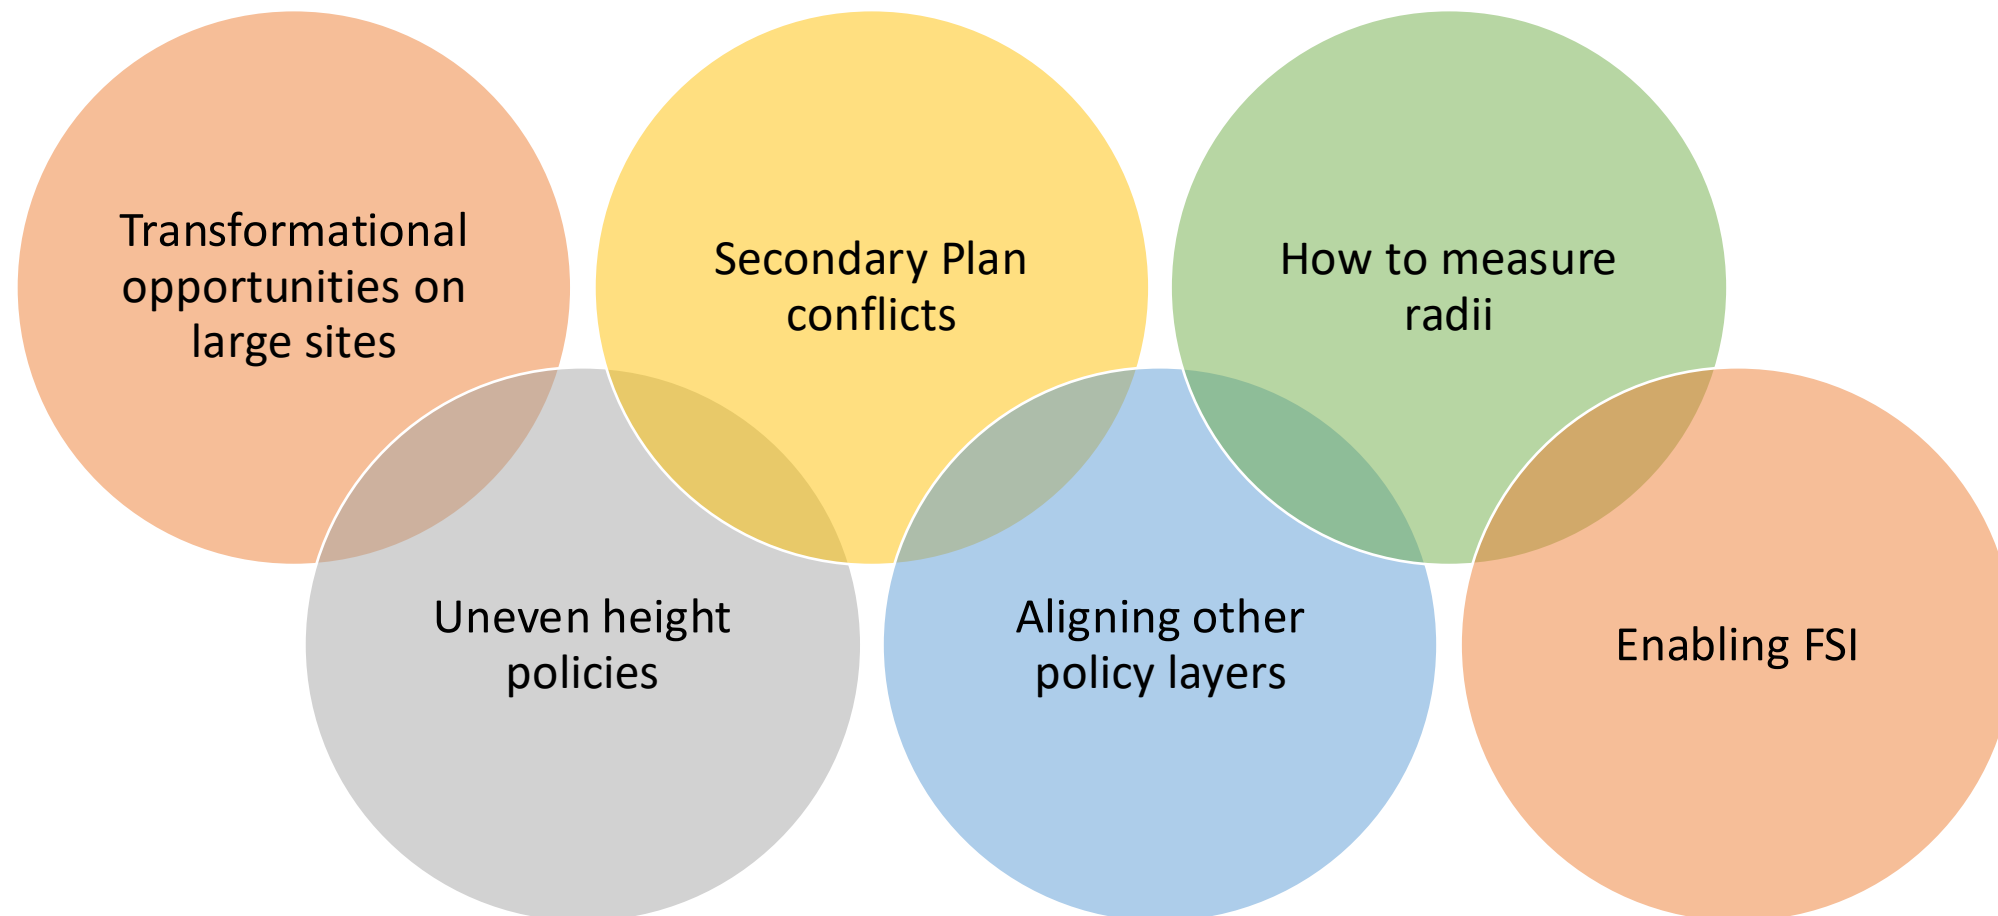 Transformational
opportunities on
large sites
Secondary Plan
conflicts
How to measure
radii
Uneven height
policies
Aligning other
policy layers
Enabling FSI